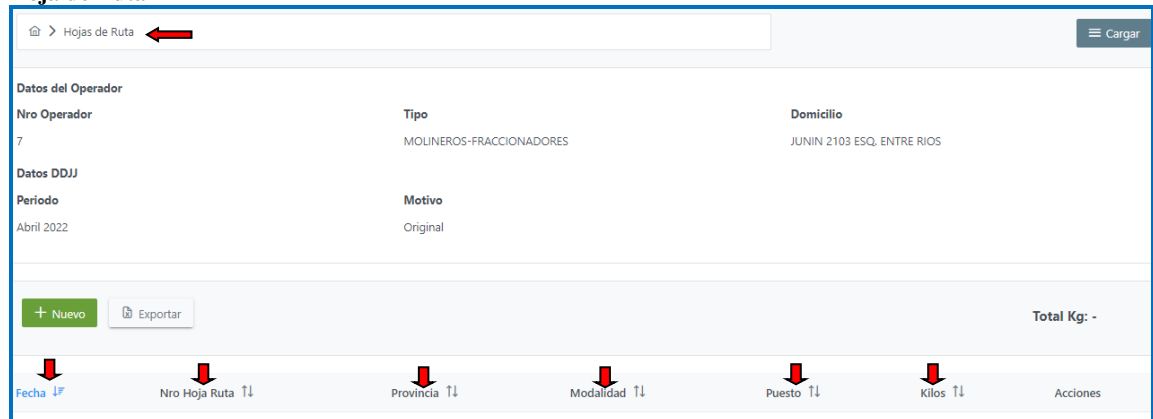 Hojas de Ruta
Cargar
Datos del Operador
Nro Operador Tipo Domicilio
7 MOLINEROS-FRACCIONADORES JUNIN 2103 ESQ. ENTRE RIOS
Datos DDJJ
Periodo Motivo
Abril 2022 Original
+ Nuevo Exportar Total Kg: -
Fecha Nro Hoja Ruta Provincia Modalidad Puesto Kilos Acciones